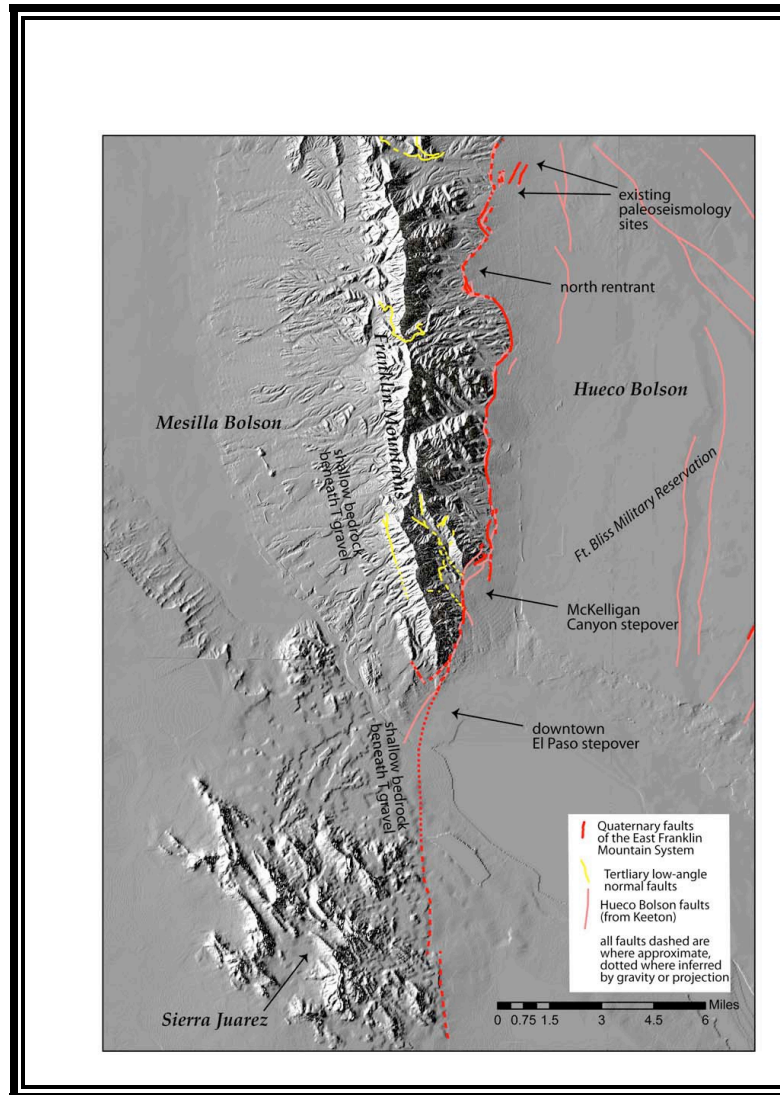 existing
paleoseismology
sites
north rentrant
Franklin Mountains
Hueco Bolson
Mesilla Bolson
shallow bedrock
beneath T gravel
Ft. Bliss Military Reservation
McKelligan
Canyon stepover
downtown
El Paso stepover
shallow bedrock
beneath T gravel
Quaternary faults
of the East Franklin
Mountain System
Tertliary low-angle
normal faults
Hueco Bolson faults
(from Keeton)
all faults dashed are
where approximate,
dotted where inferred
by gravity or projection
Miles
0 0.75 1.5 3 4.5 6
Sierra Juarez